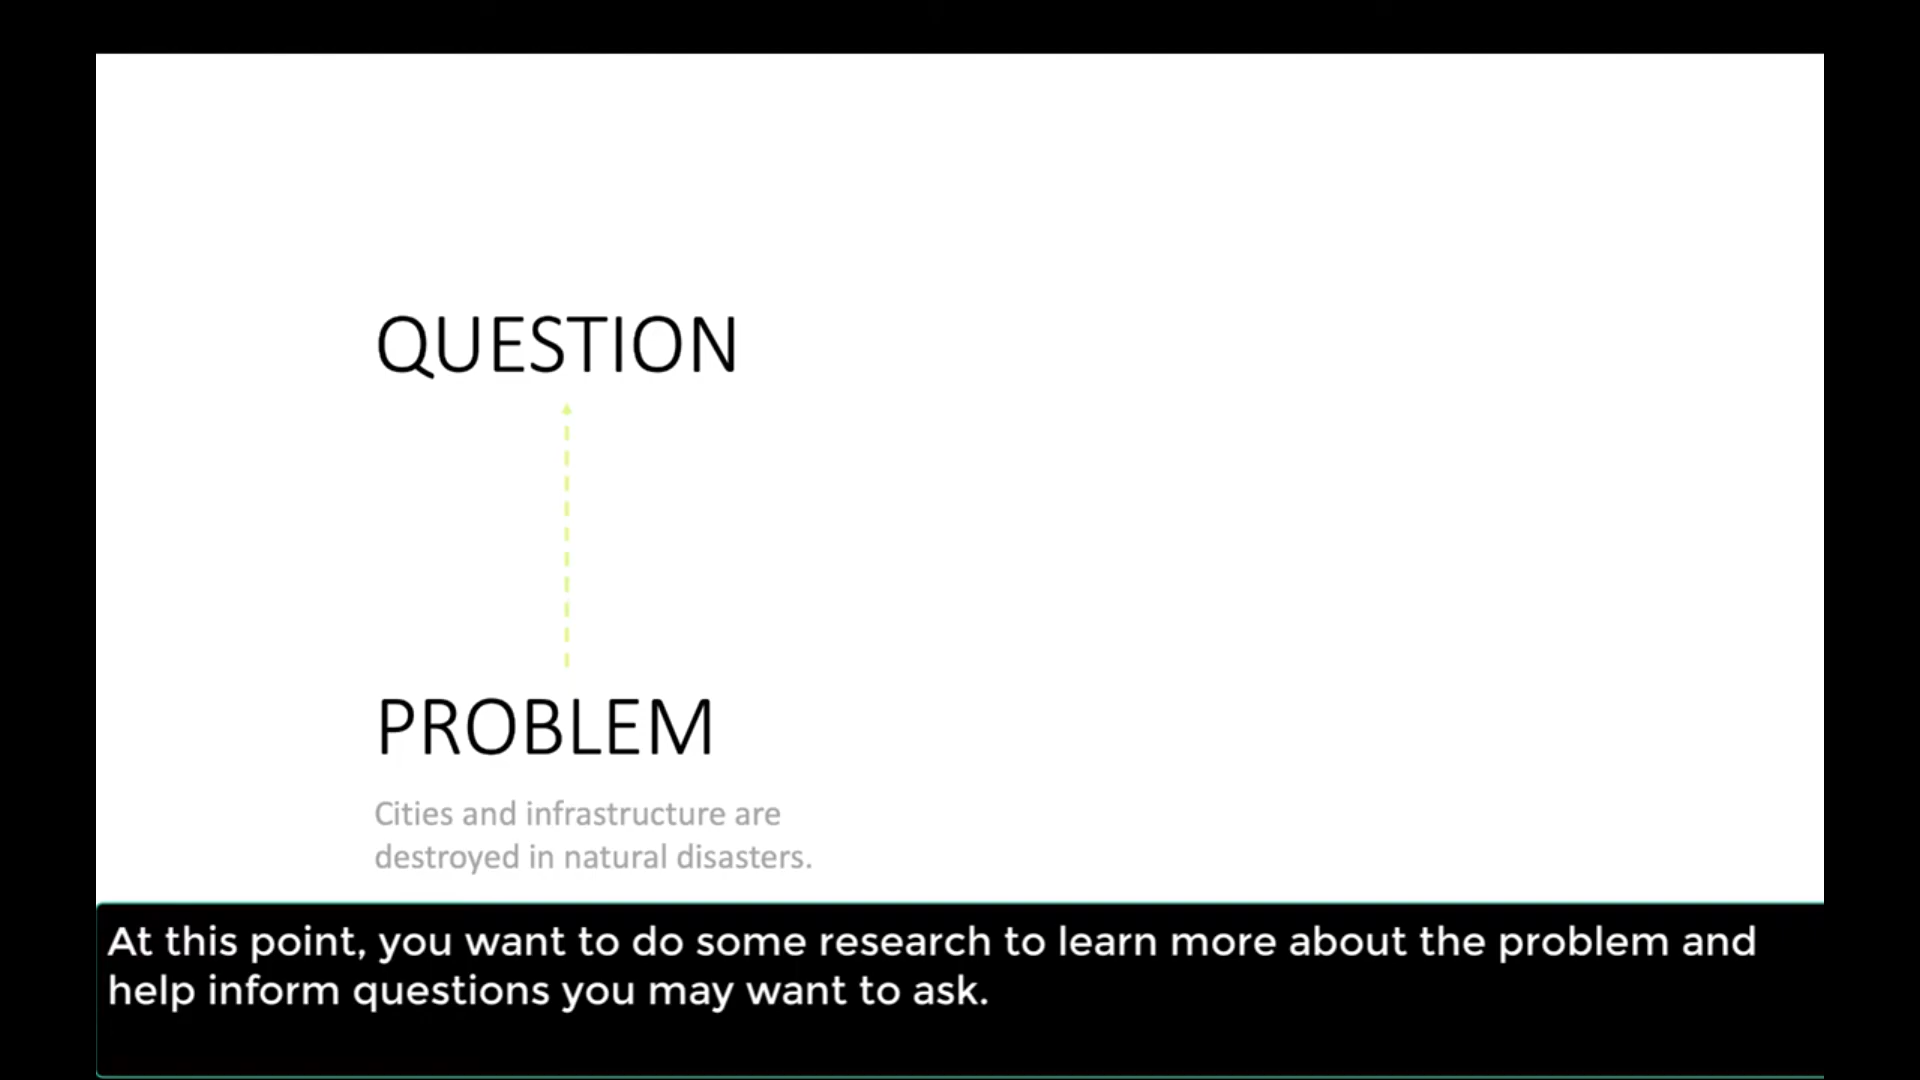 QUESTION
PROBLEM
Cities and infrastructure are
destroyed in natural disasters.
At this point, you want to do some research to learn more about the problem and
help inform questions you may want to ask.